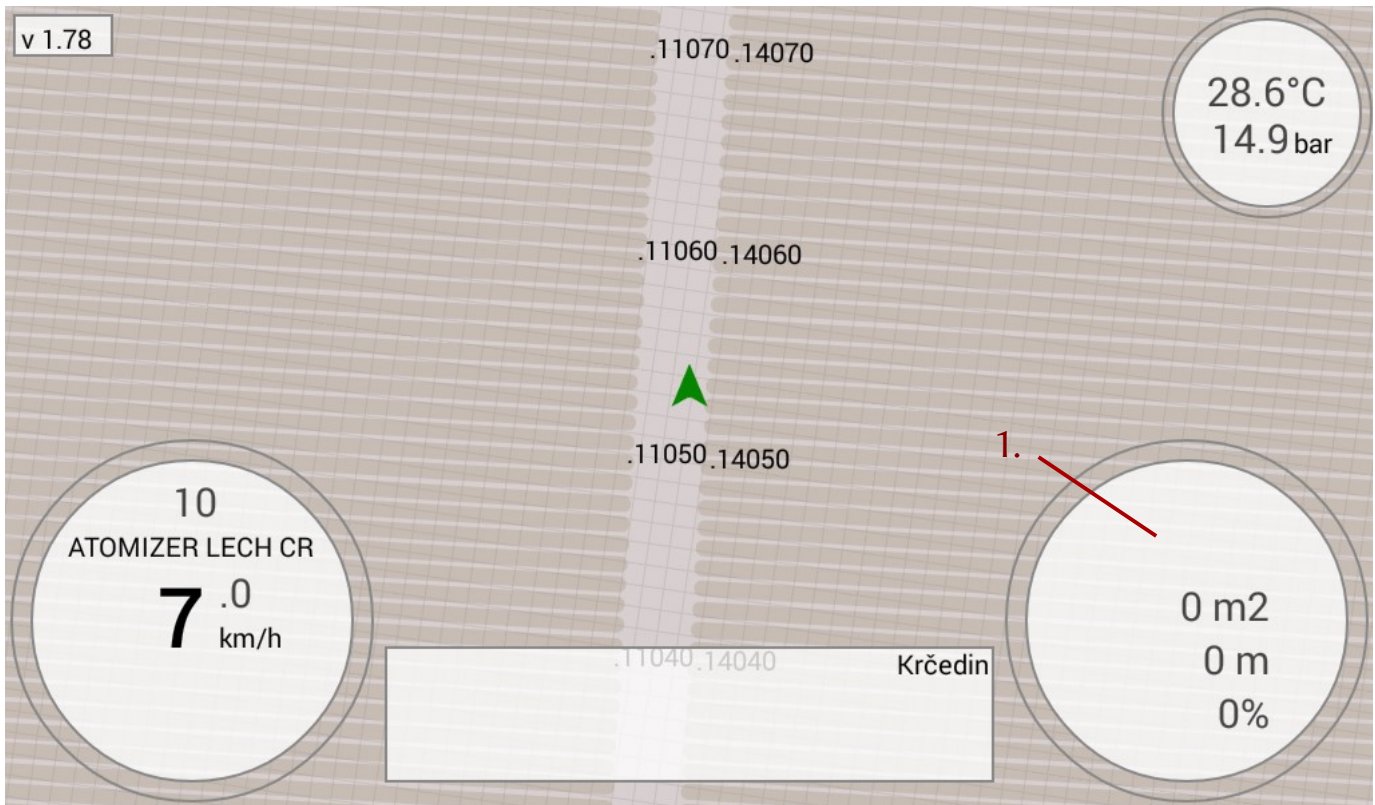 v 1.78
.11070 .14070
28.6°C
14.9 bar
.11060 .14060
1.
.11050 .14050
10
ATOMIZER LECH CR
7.0
km/h
0 m2
0 m
0%
.11040 .14040
Krčedin